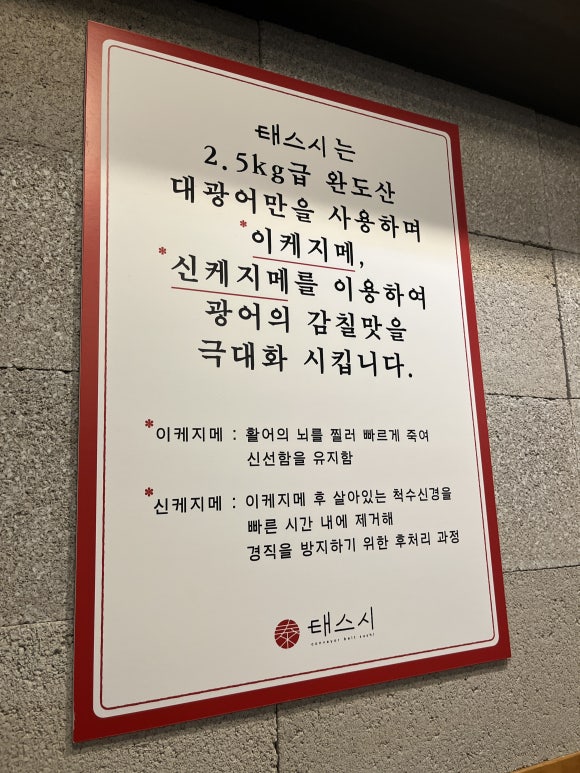 태스시는
2.5kg급 완도산
대광어만을 사용하며
*이케지메,
*신케지메를 이용하여
광어의 감칠맛을
극대화 시킵니다.
*이케지메 : 활어의 뇌를 찔러 빠르게 죽여
신선함을 유지함
*신케지메 : 이케지메 후 살아있는 척수신경을
빠른 시간 내에 제거해
경직을 방지하기 위한 후처리 과정
泰 태스시
conveyor belt sushi